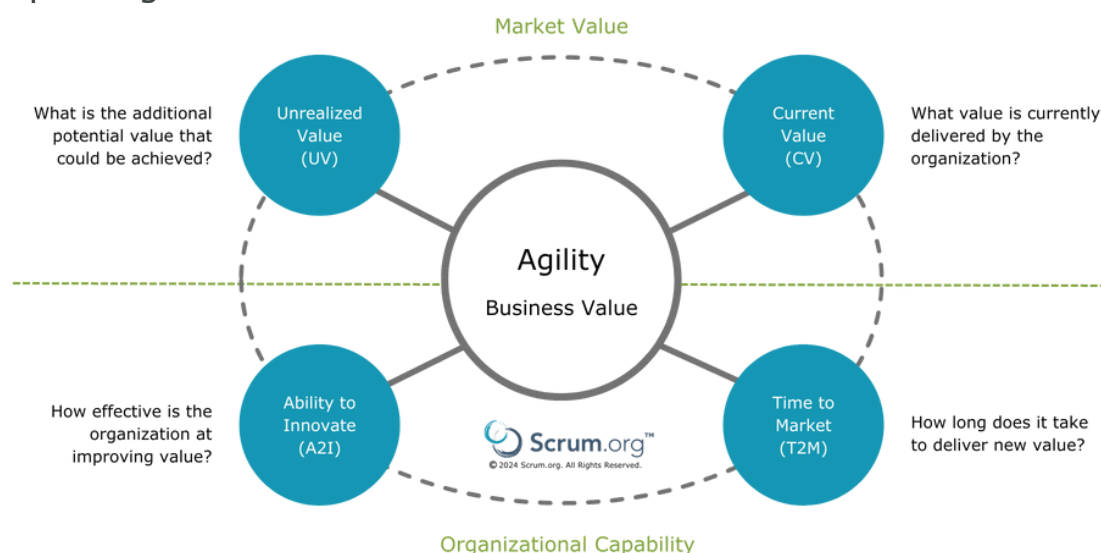 Market Value
What is the additional
potential value that
could be achieved?
Unrealized
Value
(UV)
Current
Value
(CV)
What value is currently
delivered by the
organization?
Agility
Business Value
How effective is the
organization at
improving value?
Ability to
Innovate
(A2I)
Scrum.org™
© 2024 Scrum.org. All Rights Reserved.
Time to
Market
(T2M)
How long does it take
to deliver new value?
Organizational Capability